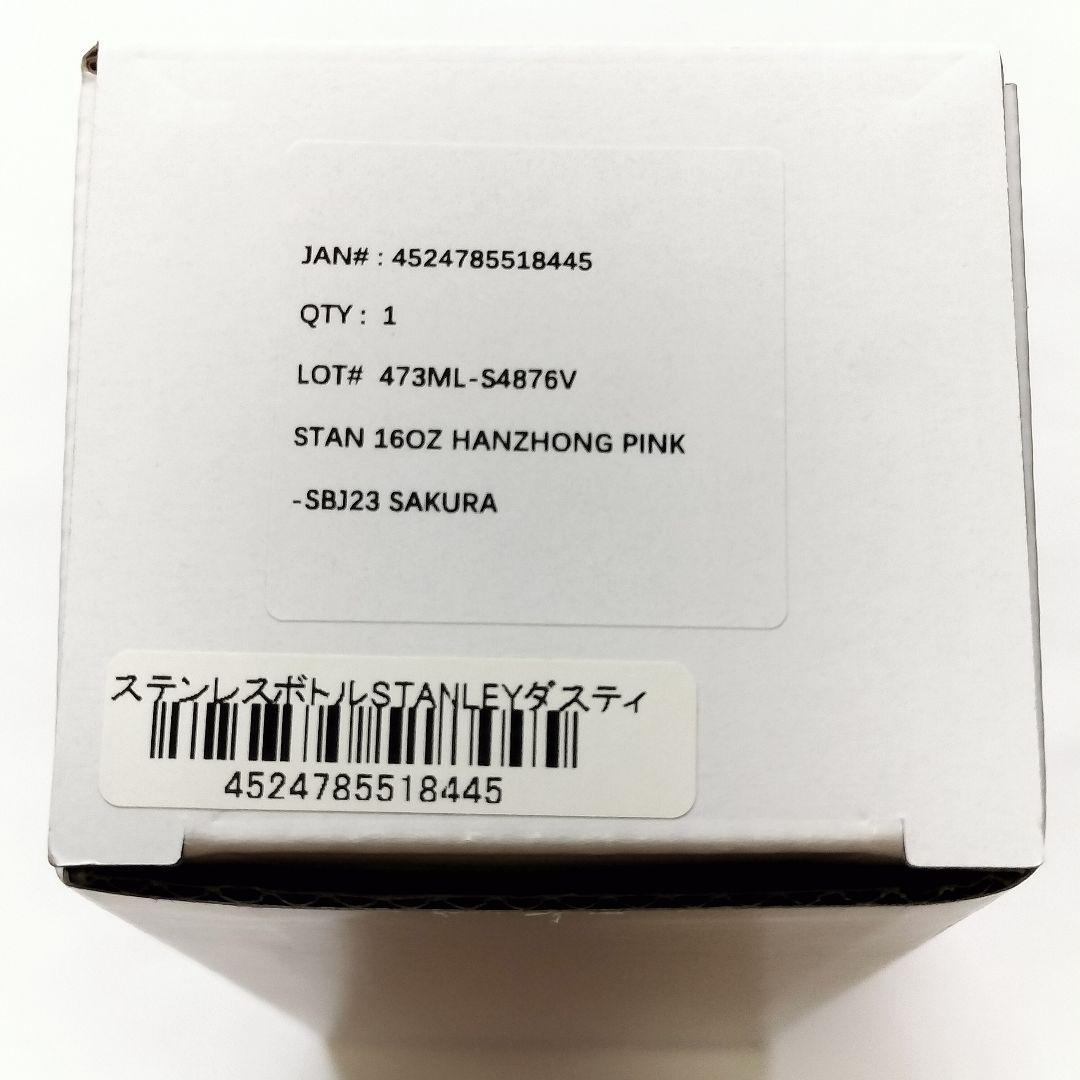 JAN# : 4524785518445
QTY : 1
LOT# 473ML-S4876V
STAN 16OZ HANZHONG PINK
-SBJ23 SAKURA
ステンレスボトルSTANLEYダスティ
4524785518445